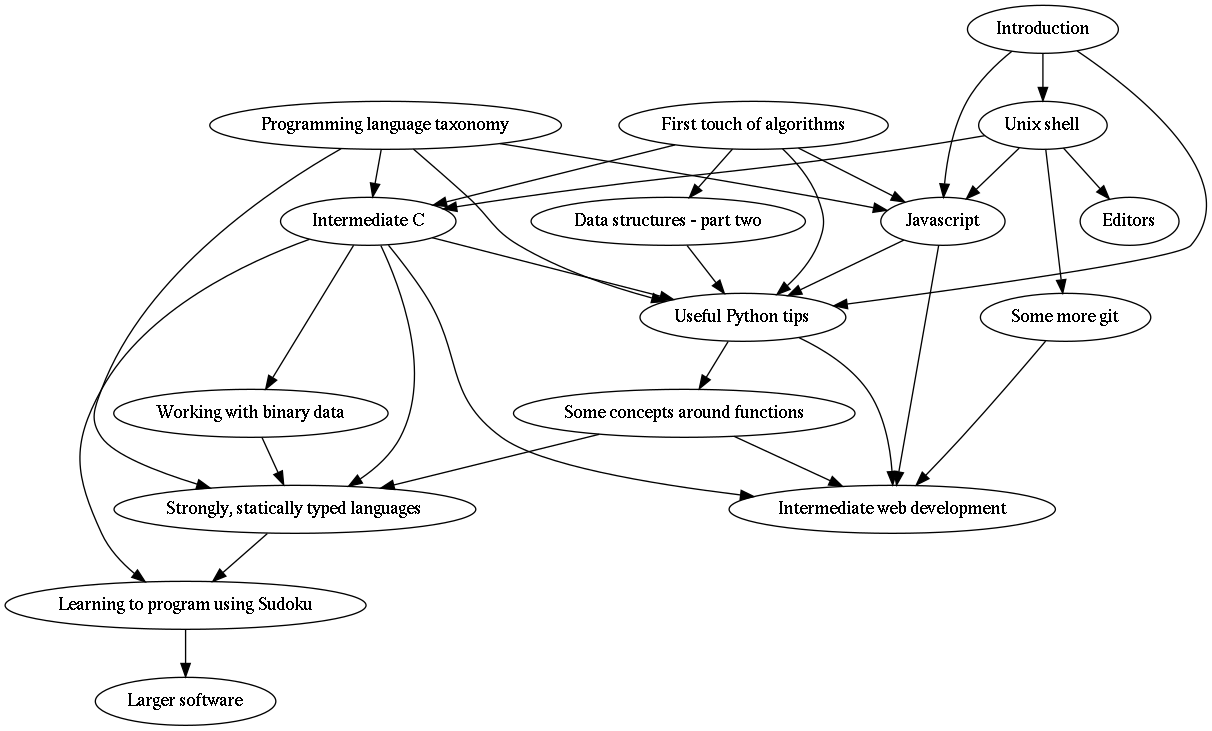 Introduction
Programming language taxonomy
First touch of algorithms
Unix shell
Intermediate C
Data structures - part two
Javascript
Editors
Useful Python tips
Some more git
Working with binary data
Some concepts around functions
Strongly, statically typed languages
Intermediate web development
Learning to program using Sudoku
Larger software